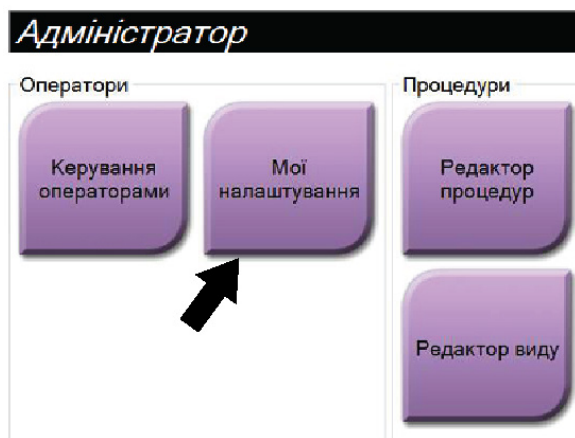 Адміністратор
Оператори
Процедури
Керування
операторами
Мої
налаштування
Редактор
процедур
Редактор виду